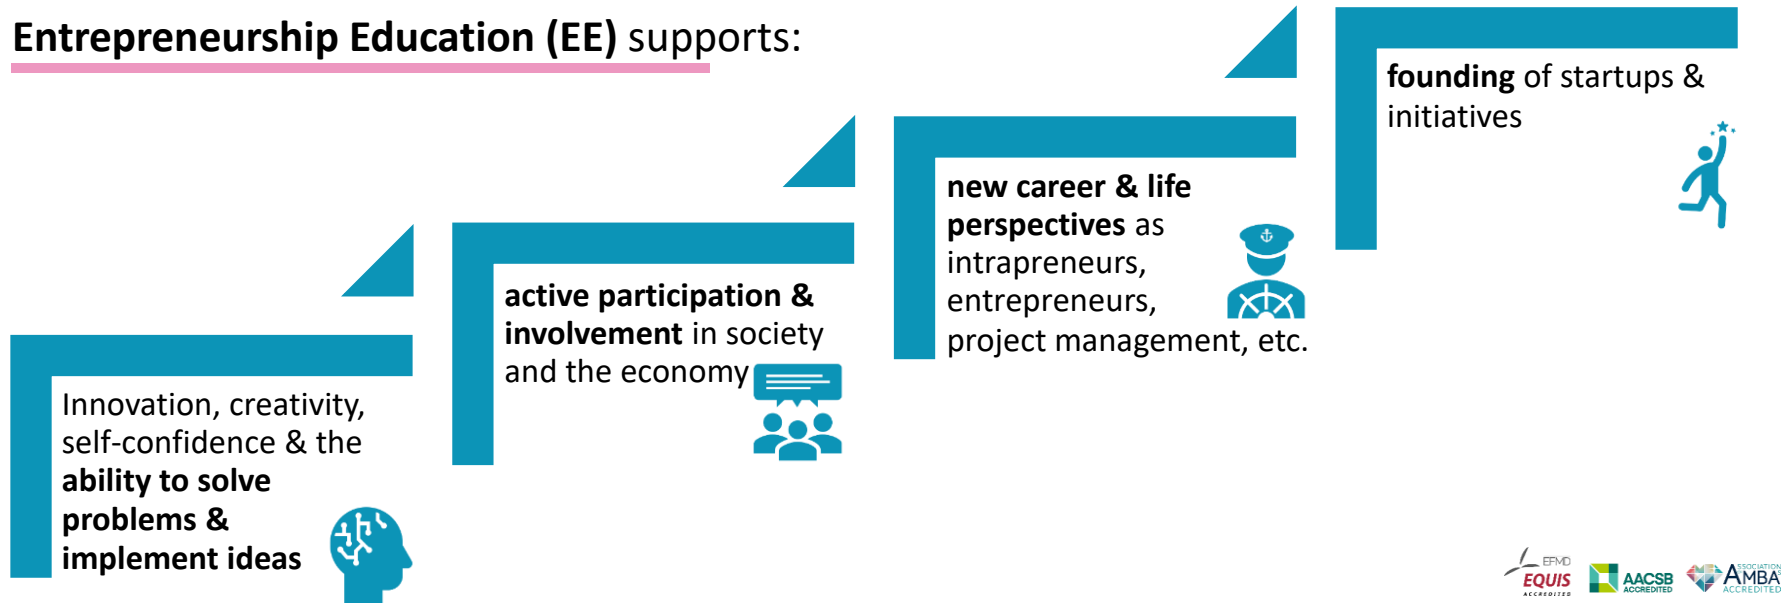 Entrepreneurship Education (EE) supports:
Innovation, creativity,
self-confidence & the
ability to solve
problems &
implement ideas
active participation &
involvement in society
and the economy
new career & life
perspectives as
intrapreneurs,
entrepreneurs,
project management, etc.
founding of startups &
initiatives
EFMD
EQUIS
ACCREDITED
AACSB
ACCREDITED
ASSOCIATION
AMBA
ACCREDITED